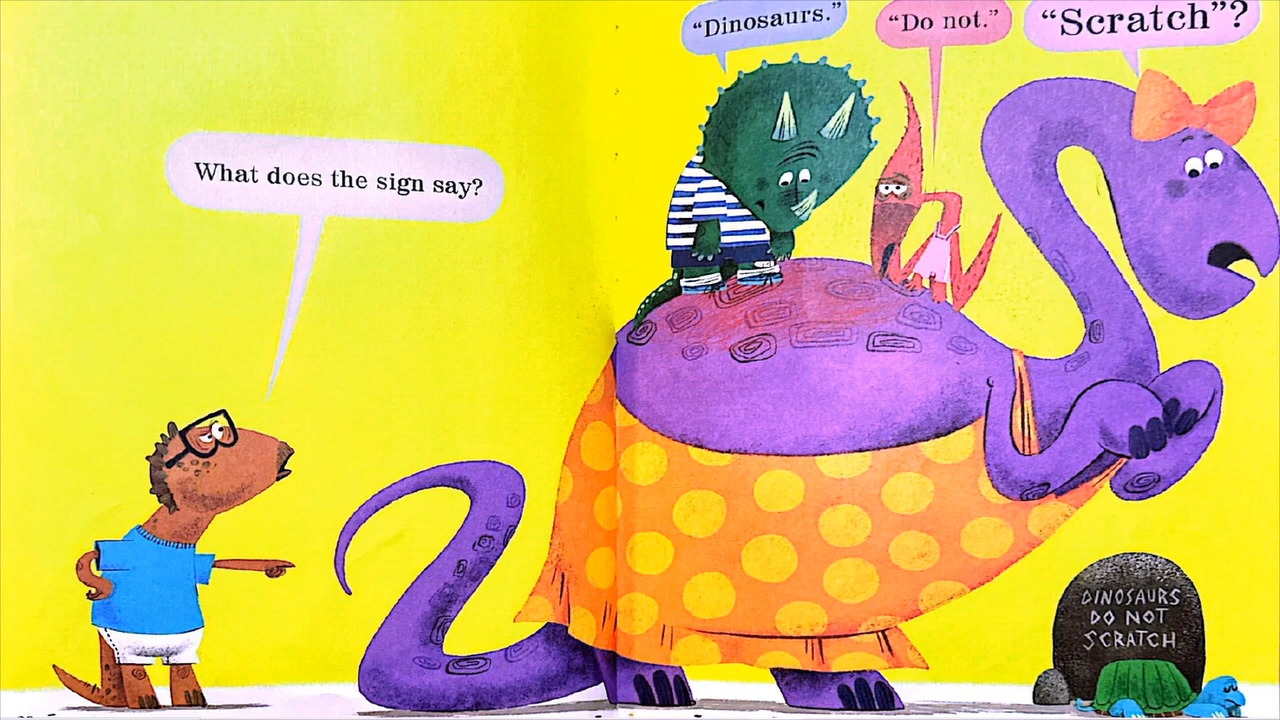 What does the sign say?
“Dinosaurs.”
“Do not.”
“Scratch”?
DINOSAURS
DO NOT
SCRATCH